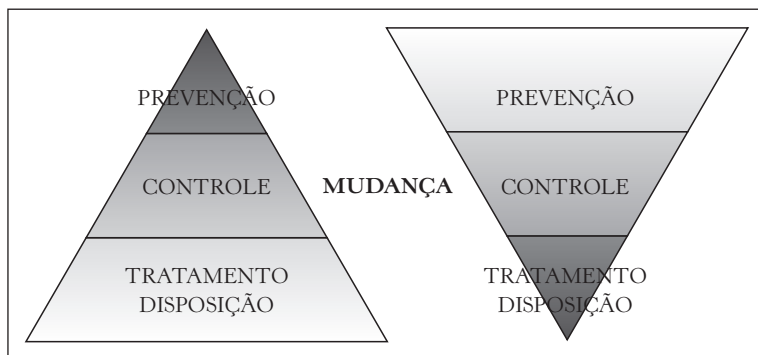 PREVENÇÃO
CONTROLE
TRATAMENTO
DISPOSIÇÃO
MUDANÇA
PREVENÇÃO
CONTROLE
TRATAMENTO
DISPOSIÇÃO